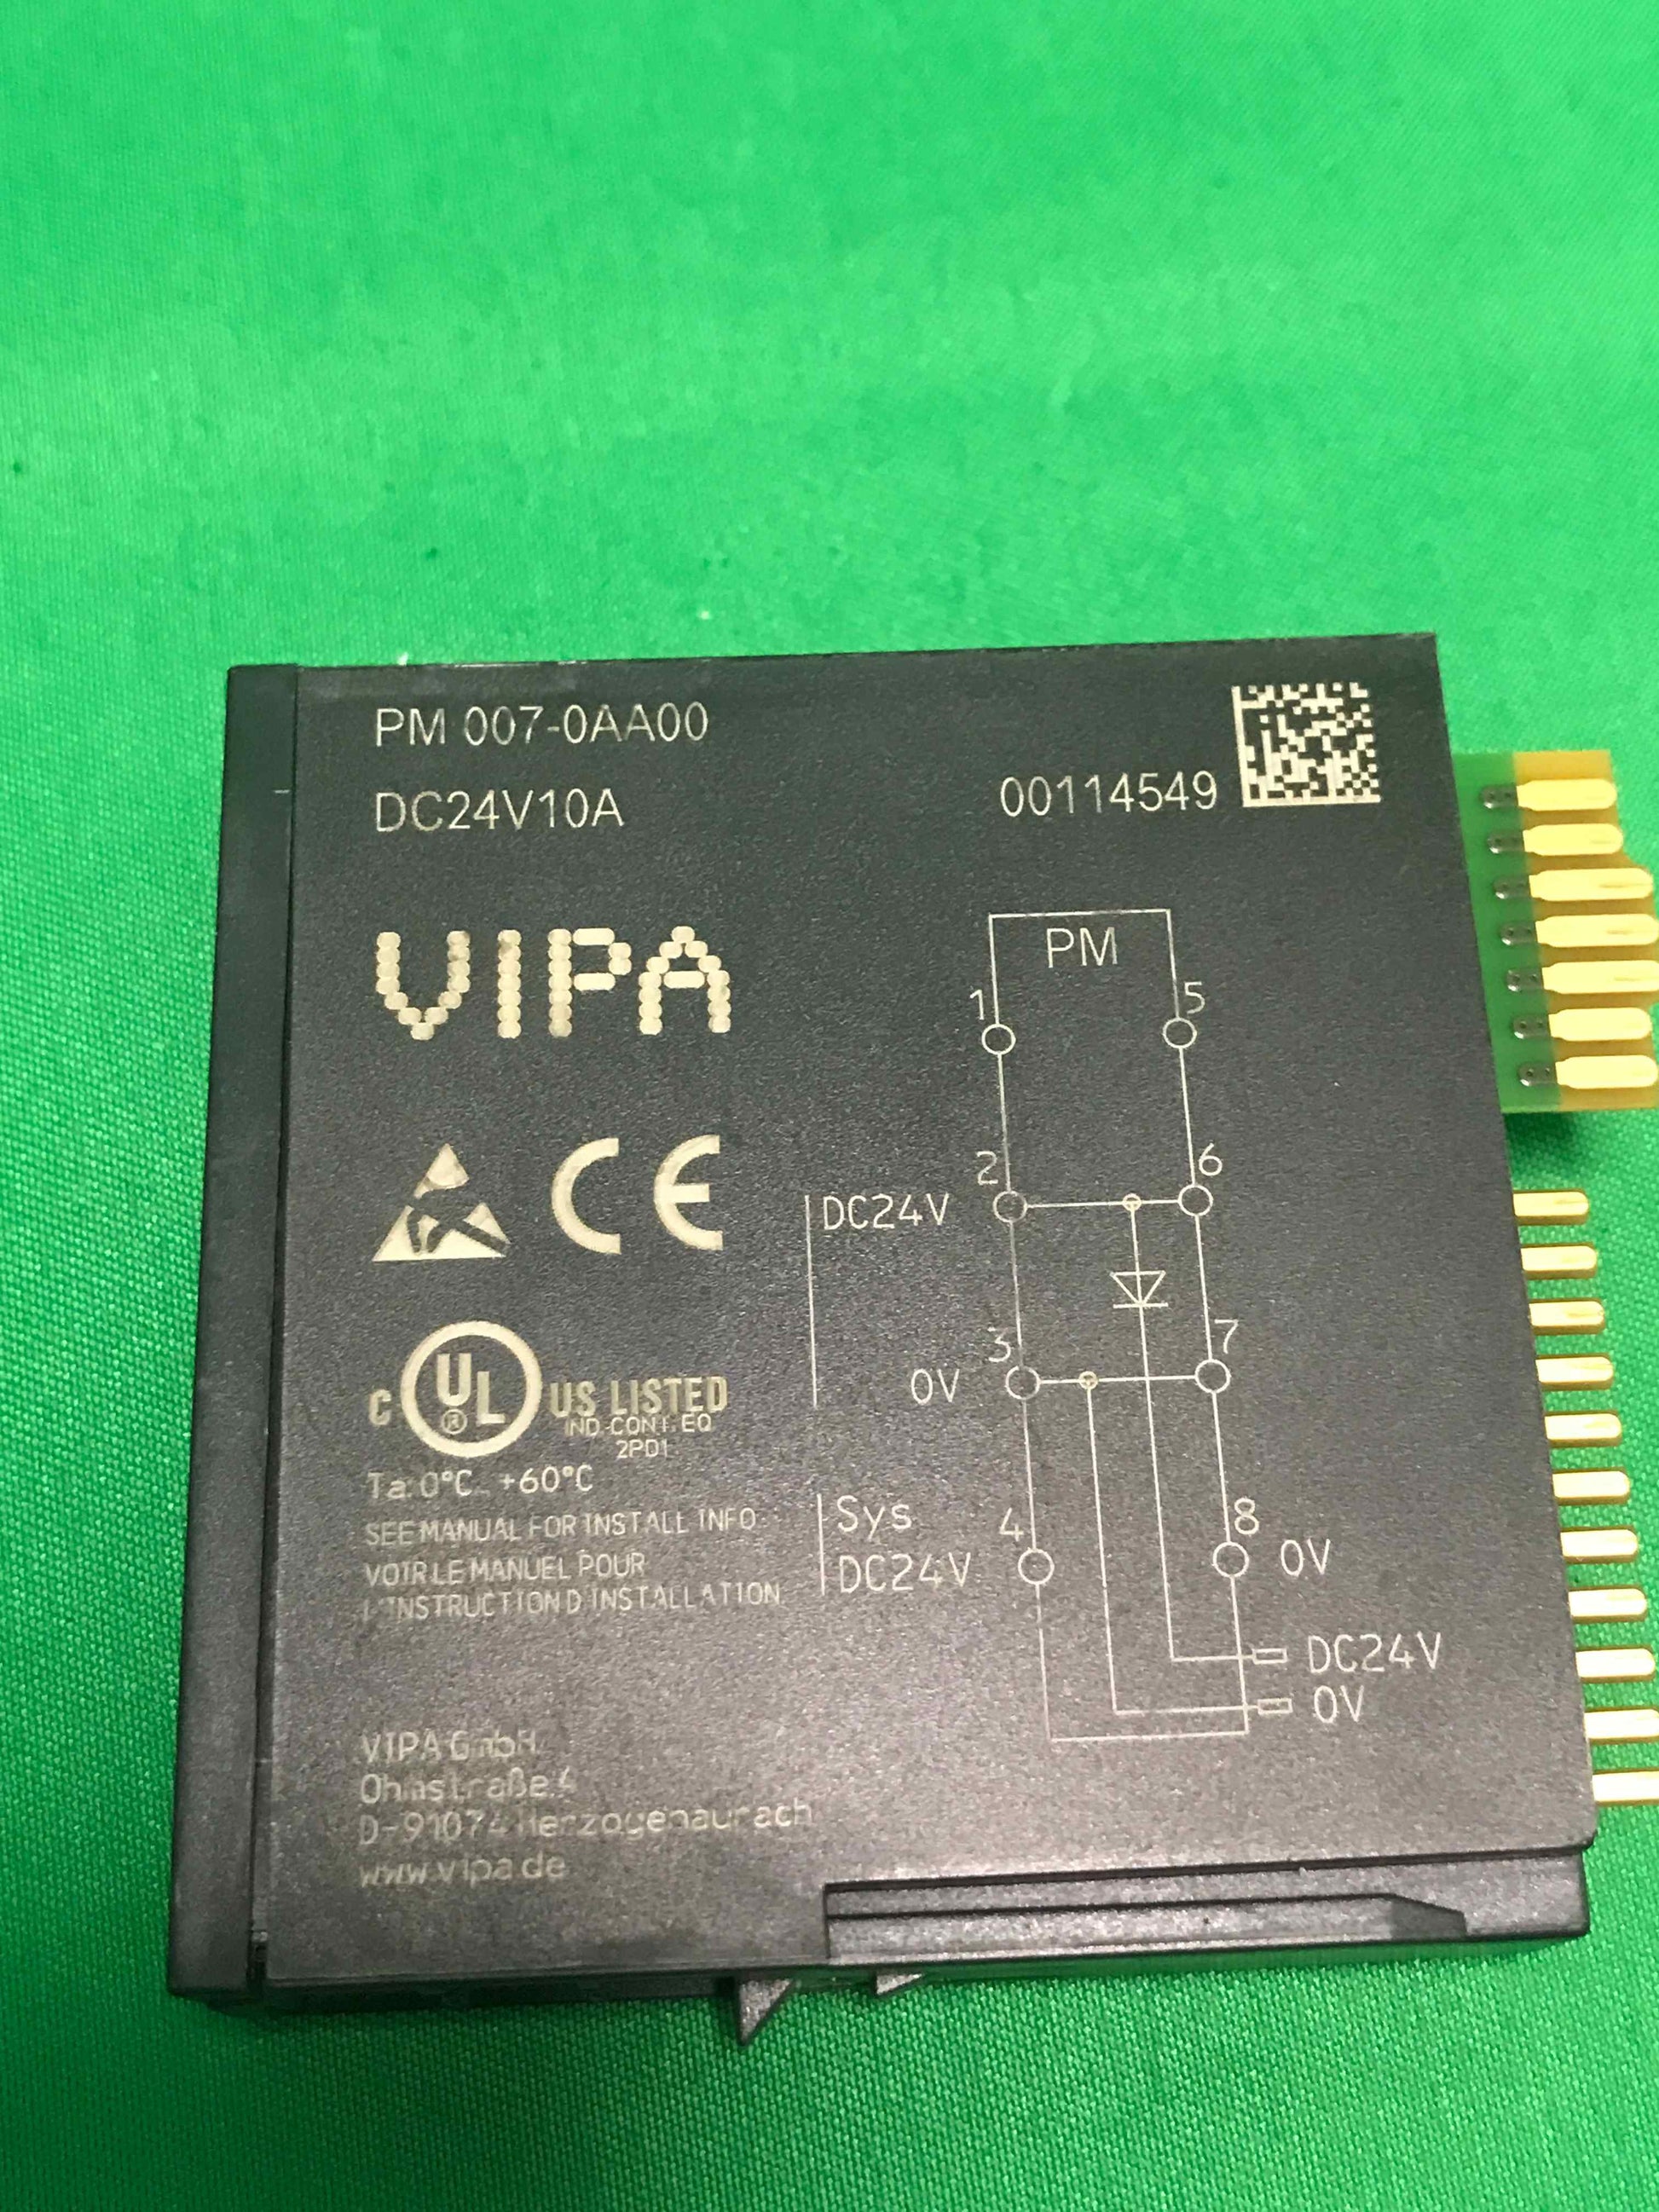 PM 007-0AA00
DC24V10A
00114549
VIPA
CE
c UL ® US LISTED
IND.CONT.EQ
2PD1
Ta: 0°C.. +60°C
SEE MANUAL FOR INSTALL INFO
VOIR LE MANUEL POUR
L'INSTRUCTION D'INSTALLATION
VIPA GmbH
Ohmstraße 4
D-91074 Herzogenaurach
www.vipa.de
PM
1
5
2
6
DC24V
3
7
0V
Sys
4
8
DC24V
0V
DC24V
0V